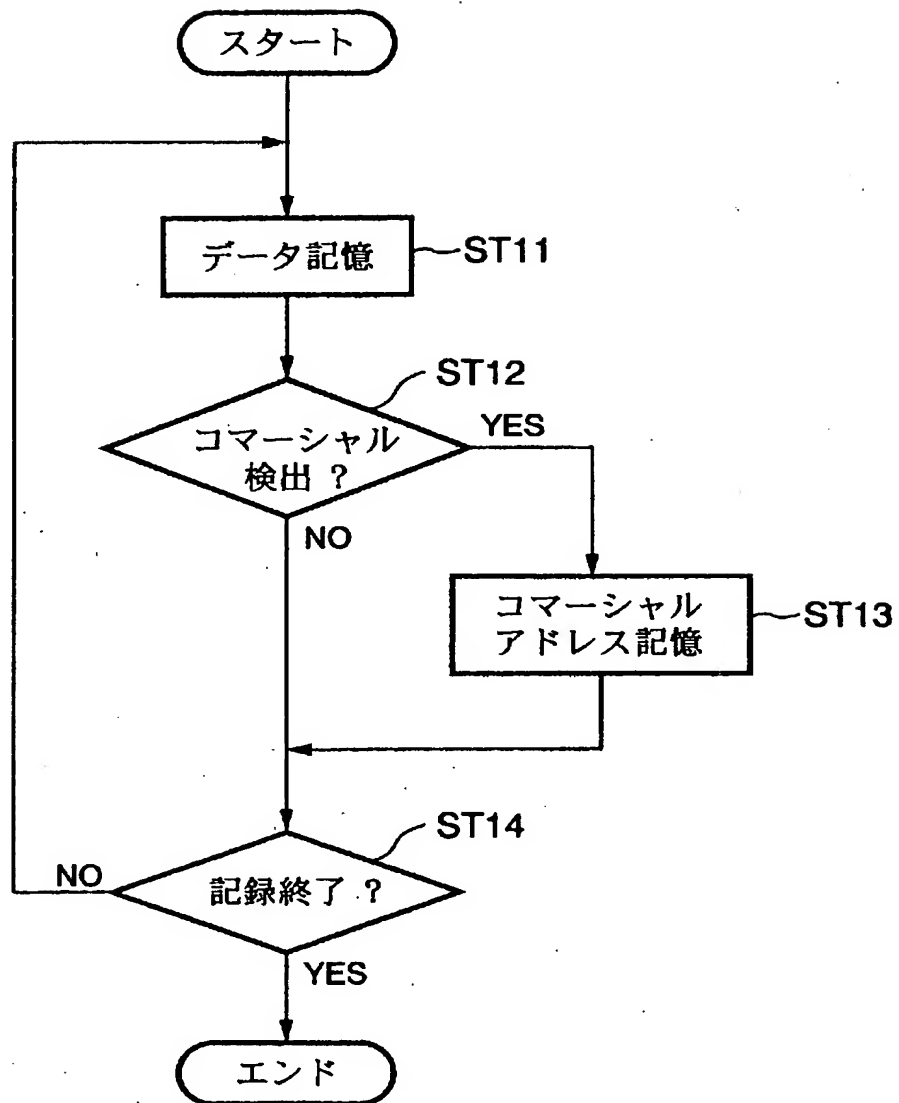 スタート
データ記憶
ST11
ST12
コマーシャル
検出 ?
YES
NO
コマーシャル
アドレス記憶
ST13
ST14
記録終了 ?
NO
YES
エンド